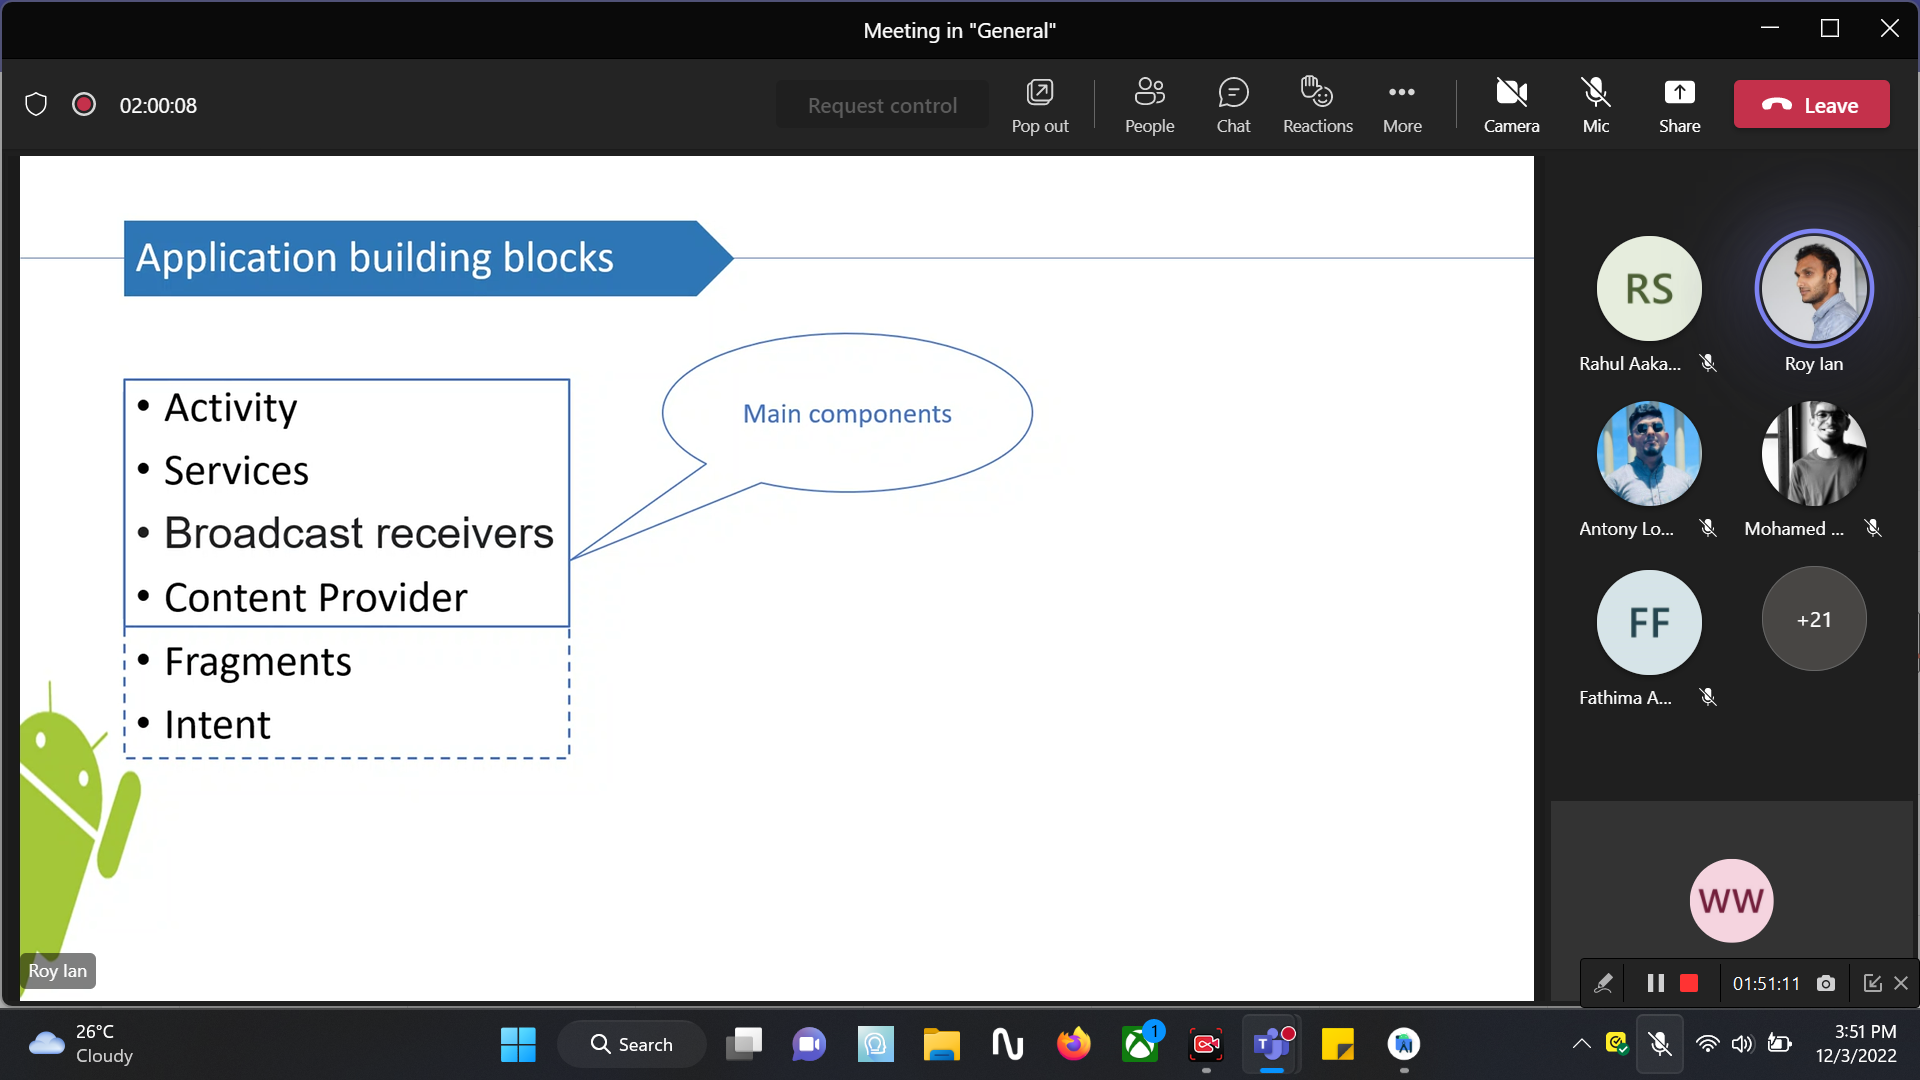 Meeting in "General"
02:00:08
Request control
Pop out
People
Chat
Reactions
More
Camera
Mic
Share
Leave
Application building blocks
• Activity
• Services
• Broadcast receivers
• Content Provider
• Fragments
• Intent
Main components
Roy Ian
RS
Rahul Aaka...
Roy Ian
Antony Lo...
Mohamed ...
FF
Fathima A...
+21
WW
01:51:11
26°C
Cloudy
Search
1
3:51 PM
12/3/2022